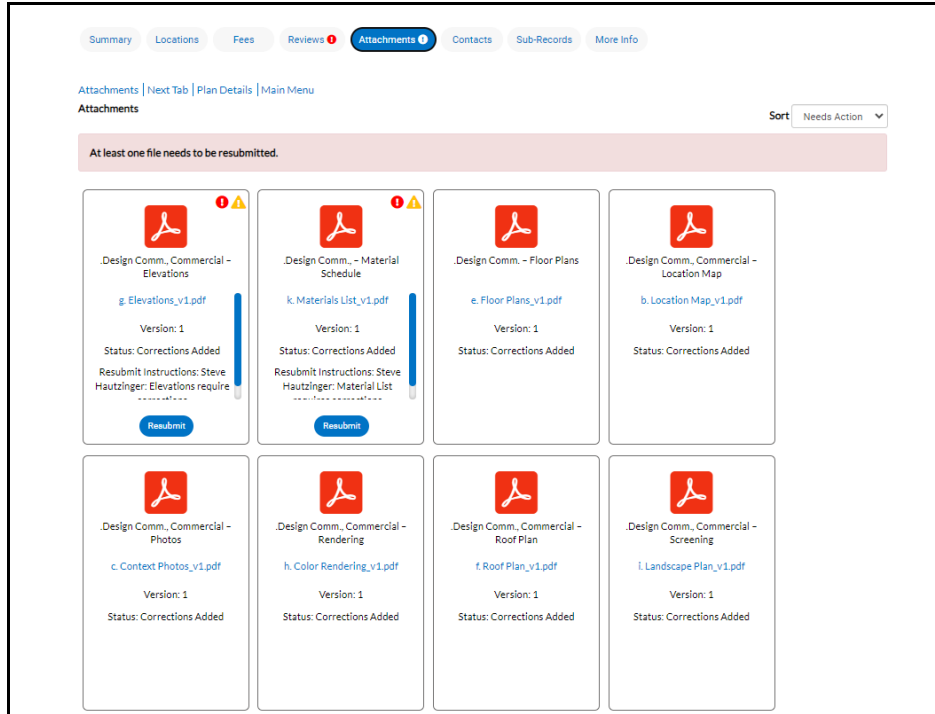 Summary Locations Fees Reviews Attachments Contacts Sub-Records More Info
Attachments | Next Tab | Plan Details | Main Menu
Attachments
Sort Needs Action
At least one file needs to be resubmitted.
.Design Comm., Commercial –
Elevations
g. Elevations_v1.pdf
Version: 1
Status: Corrections Added
Resubmit Instructions: Steve
Hautzinger: Elevations require
Resubmit
.Design Comm., – Material
Schedule
k. Materials List_v1.pdf
Version: 1
Status: Corrections Added
Resubmit Instructions: Steve
Hautzinger: Material List
requires corrections
Resubmit
.Design Comm. – Floor Plans
e. Floor Plans_v1.pdf
Version: 1
Status: Corrections Added
.Design Comm., Commercial –
Location Map
b. Location Map_v1.pdf
Version: 1
Status: Corrections Added
.Design Comm., Commercial –
Photos
c. Context Photos_v1.pdf
Version: 1
Status: Corrections Added
.Design Comm., Commercial –
Rendering
h. Color Rendering_v1.pdf
Version: 1
Status: Corrections Added
.Design Comm., Commercial –
Roof Plan
f. Roof Plan_v1.pdf
Version: 1
Status: Corrections Added
.Design Comm., Commercial –
Screening
i. Landscape Plan_v1.pdf
Version: 1
Status: Corrections Added